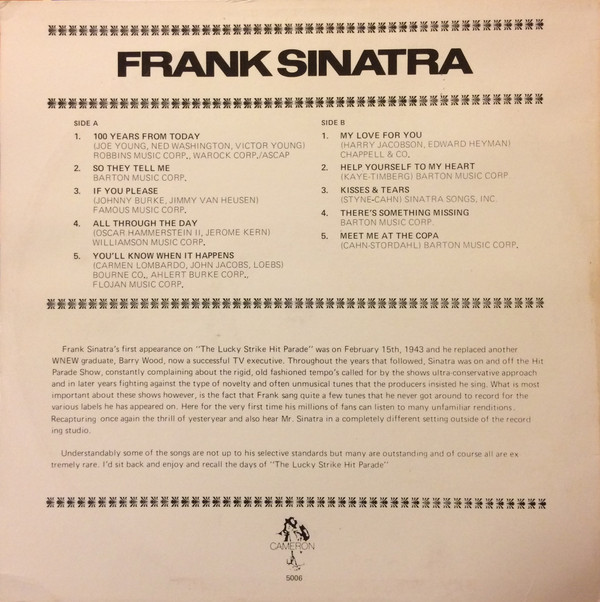 FRANK SINATRA
SIDE A
1. 100 YEARS FROM TODAY
(JOE YOUNG, NED WASHINGTON, VICTOR YOUNG)
ROBBINS MUSIC CORP., WAROCK CORP./ASCAP
2. SO THEY TELL ME
BARTON MUSIC CORP.
3. IF YOU PLEASE
(JOHNNY BURKE, JIMMY VAN HEUSEN)
FAMOUS MUSIC CORP.
4. ALL THROUGH THE DAY
(OSCAR HAMMERSTEIN II, JEROME KERN)
WILLIAMSON MUSIC CORP.
5. YOU'LL KNOW WHEN IT HAPPENS
(CARMEN LOMBARDO, JOHN JACOBS, LOEBS)
BOURNE CO., AHLERT BURKE CORP.,
FLOJAN MUSIC CORP.
SIDE B
1. MY LOVE FOR YOU
(HARRY JACOBSON, EDWARD HEYMAN)
CHAPPELL & CO.
2. HELP YOURSELF TO MY HEART
(KAYE-TIMBERG) BARTON MUSIC CORP
3. KISSES & TEARS
(STYNE-CAHN) SINATRA SONGS, INC.
4. THERE'S SOMETHING MISSING
BARTON MUSIC CORP.
5. MEET ME AT THE COPA
(CAHN-STORDAHL) BARTON MUSIC CORP.
Frank Sinatra's first appearance on "The Lucky Strike Hit Parade" was on February 15th, 1943 and he replaced another
WNEW graduate, Barry Wood, now a successful TV executive. Throughout the years that followed, Sinatra was on and off the Hit
Parade Show, constantly complaining about the rigid, old fashioned tempo's called for by the shows ultra-conservative approach
and in later years fighting against the type of novelty and often unmusical tunes that the producers insisted he sing. What is most
important about these shows however, is the fact that Frank sang quite a few tunes that he never got around to record for the
various labels he has appeared on. Here for the very first time his millions of fans can listen to many unfamiliar renditions.
Recapturing once again the thrill of yesteryear and also hear Mr. Sinatra in a completely different setting outside of the record
ing studio.
Understandably some of the songs are not up to his selective standards but many are outstanding and of course all are ex
tremely rare. I'd sit back and enjoy and recall the days of "The Lucky Strike Hit Parade"
CAMERON
5006